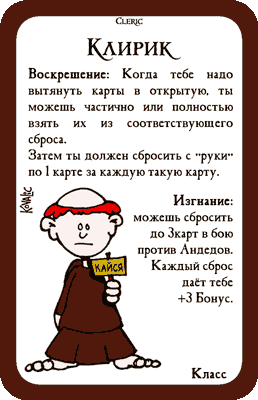 Cleric
Клирик
Воскрешение: Когда тебе надо
вытянуть карты в открытую, ты
можешь частично или полностью
взять их из соответствующего
сброса.
Затем ты должен сбросить с "руки"
по 1 карте за каждую такую карту.
Изгнание:
можешь сбросить
до 3карт в бою
против Андедов.
Каждый сброс
даёт тебе
+3 Бонус.
КАЙСЯ
Kovalic
Класс